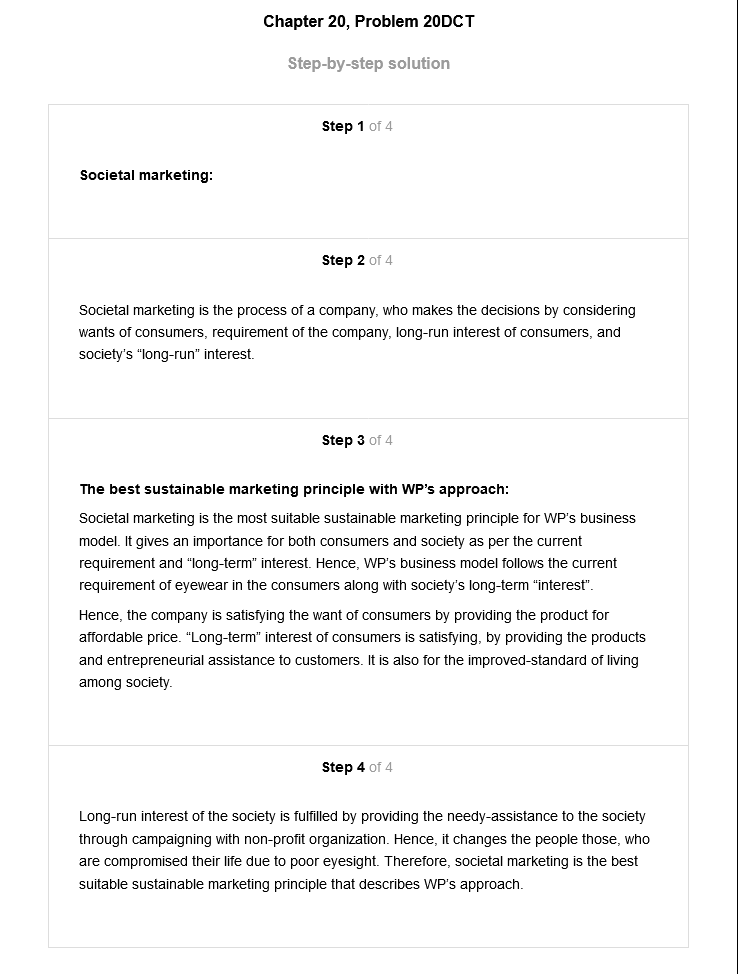 Chapter 20, Problem 20DCT
Step-by-step solution
Step 1 of 4
Societal marketing:
Step 2 of 4
Societal marketing is the process of a company, who makes the decisions by considering
wants of consumers, requirement of the company, long-run interest of consumers, and
society's “long-run” interest.
Step 3 of 4
The best sustainable marketing principle with WP's approach:
Societal marketing is the most suitable sustainable marketing principle for WP's business
model. It gives an importance for both consumers and society as per the current
requirement and “long-term” interest. Hence, WP's business model follows the current
requirement of eyewear in the consumers along with society's long-term “interest”.
Hence, the company is satisfying the want of consumers by providing the product for
affordable price. “Long-term” interest of consumers is satisfying, by providing the products
and entrepreneurial assistance to customers. It is also for the improved-standard of living
among society.
Step 4 of 4
Long-run interest of the society is fulfilled by providing the needy-assistance to the society
through campaigning with non-profit organization. Hence, it changes the people those, who
are compromised their life due to poor eyesight. Therefore, societal marketing is the best
suitable sustainable marketing principle that describes WP's approach.